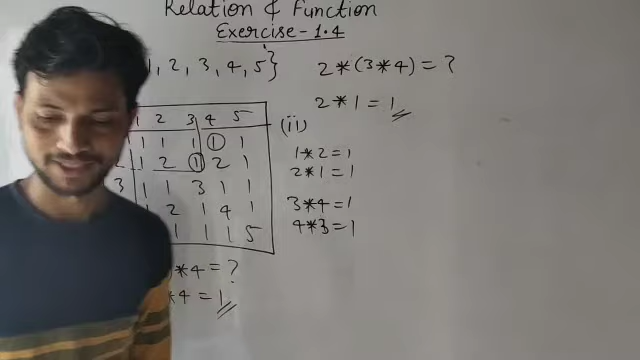 Relation & Function
Exercise - 1.4
1, 2, 3, 4, 5}
2*(3*4) = ?
2*1 = 1
1 2 3 4 5
1 1 1 1 1
1 2 1 2 1
3 1 1 3 1 1
2 1 4 1
1 1 1 5
(ii)
1*2 = 1
2*1 = 1
3*4 = 1
4*3 = 1
)*4 = ?
*4 = 1